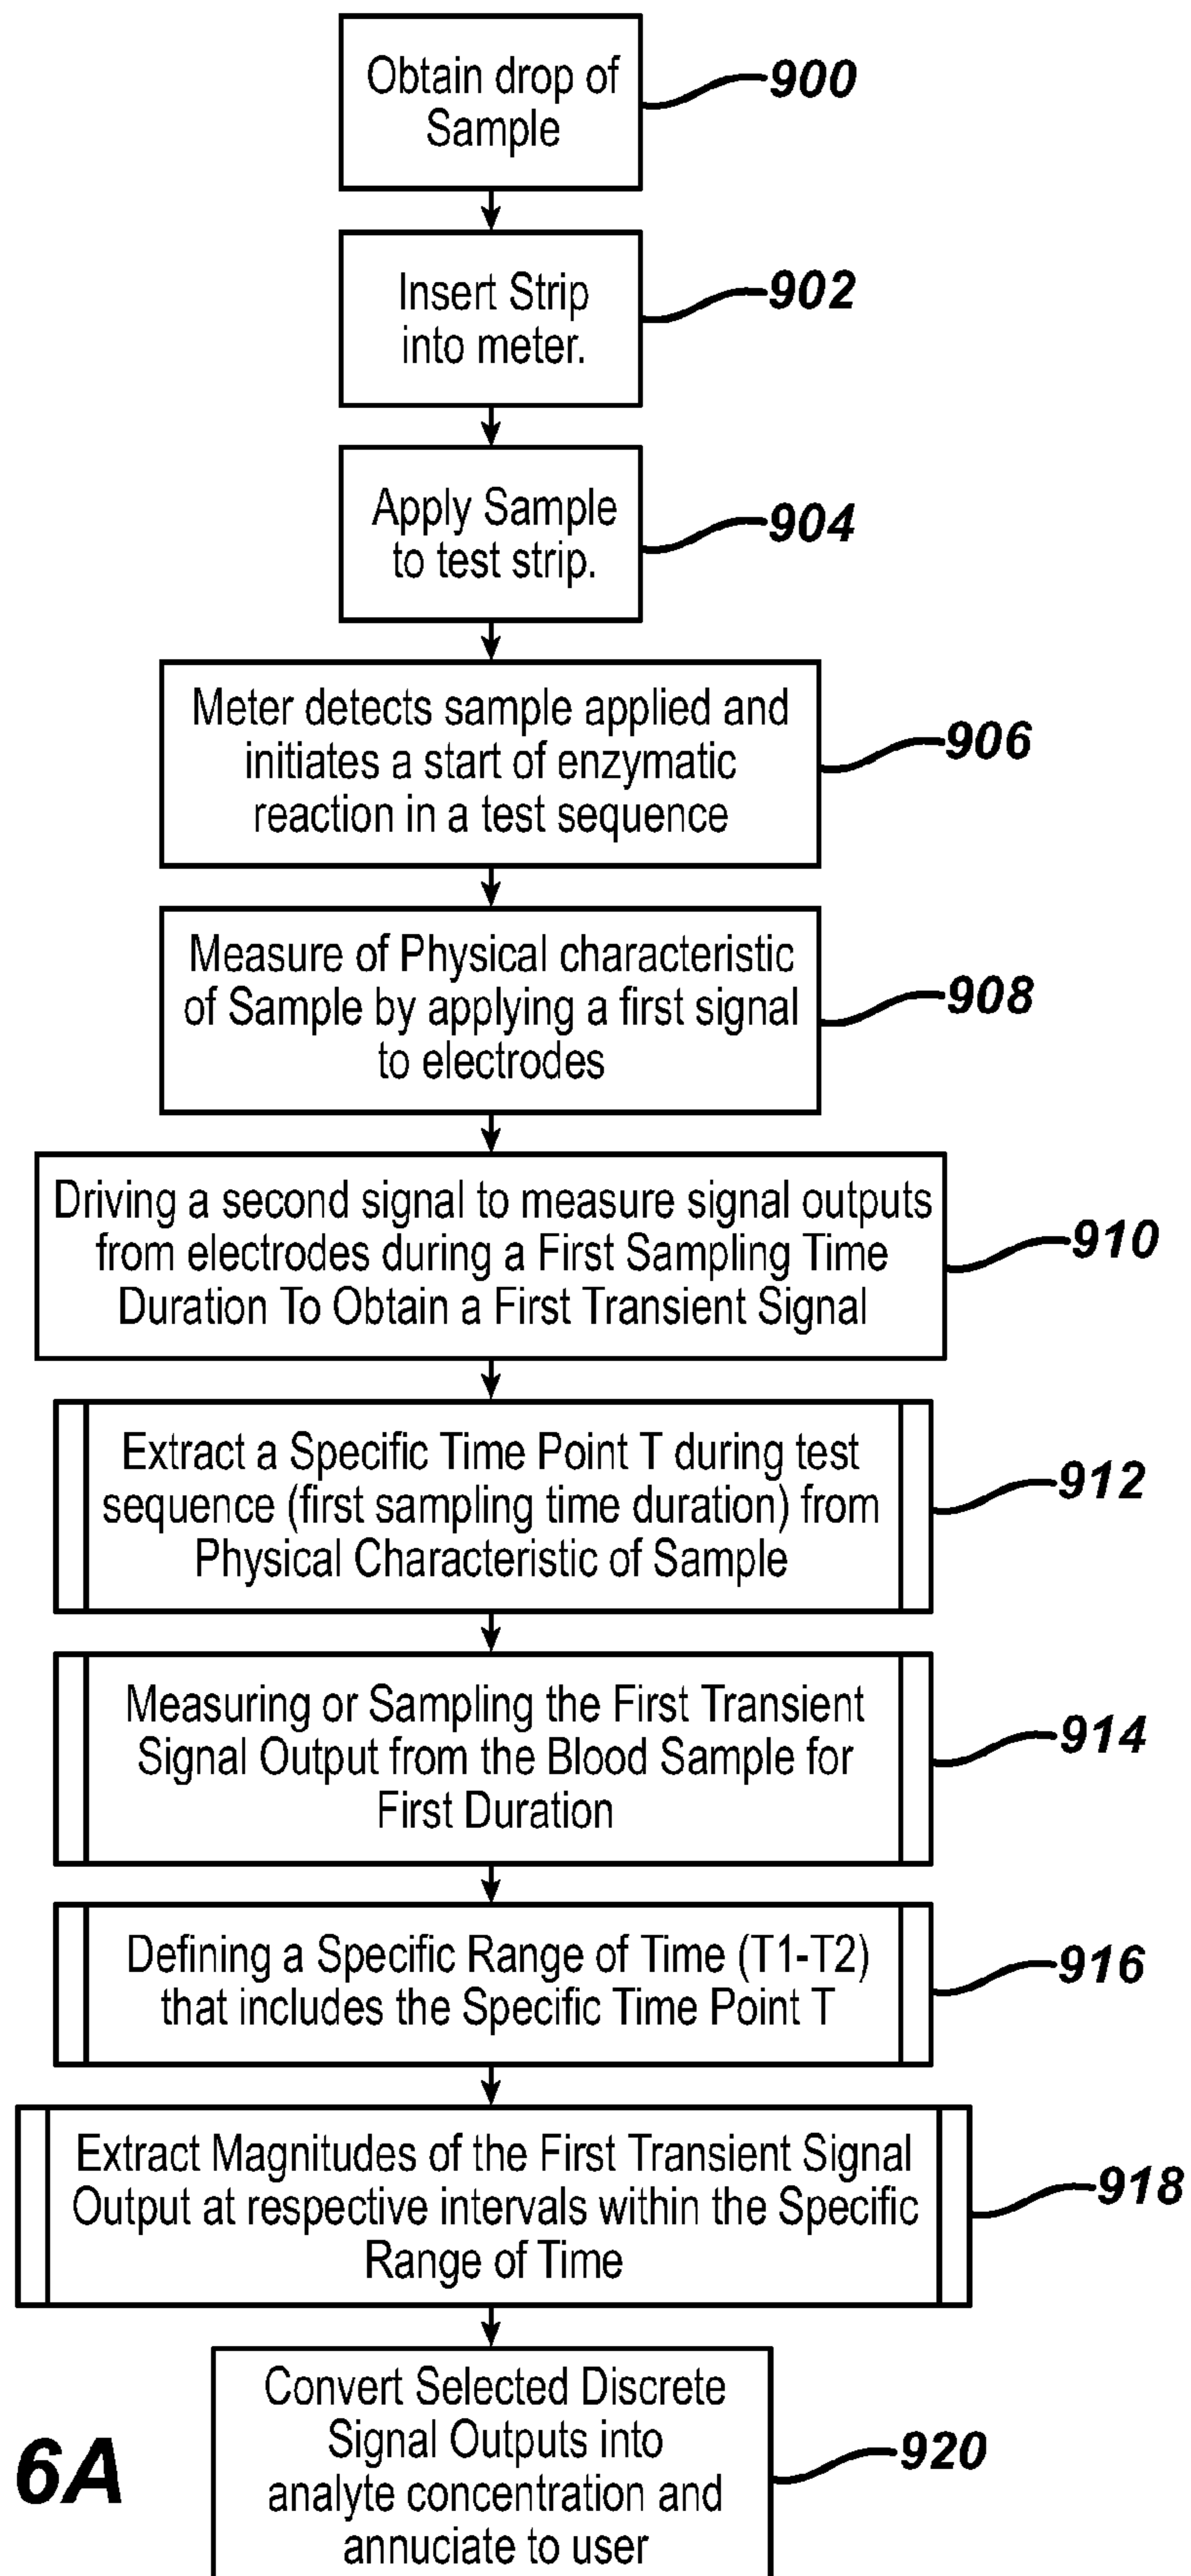 Obtain drop of
Sample
900
Insert Strip
into meter.
902
Apply Sample
to test strip.
904
Meter detects sample applied and
initiates a start of enzymatic
reaction in a test sequence
906
Measure of Physical characteristic
of Sample by applying a first signal
to electrodes
908
Driving a second signal to measure signal outputs
from electrodes during a First Sampling Time
Duration To Obtain a First Transient Signal
910
Extract a Specific Time Point T during test
sequence (first sampling time duration) from
Physical Characteristic of Sample
912
Measuring or Sampling the First Transient
Signal Output from the Blood Sample for
First Duration
914
Defining a Specific Range of Time (T1-T2)
that includes the Specific Time Point T
916
Extract Magnitudes of the First Transient Signal
Output at respective intervals within the Specific
Range of Time
918
Convert Selected Discrete
Signal Outputs into
analyte concentration and
annuciate to user
920
6A